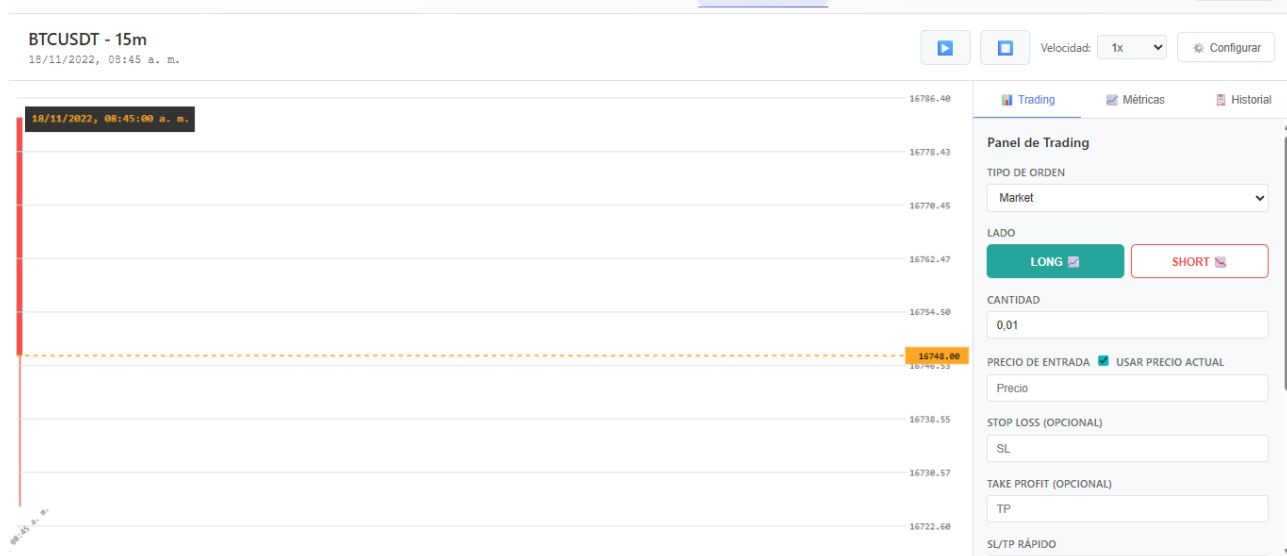 BTCUSDT - 15m
18/11/2022, 08:45 a. m.
Velocidad:
1x
Configurar
18/11/2022, 08:45:00 a. m.
16786.40
16778.43
16770.45
16762.47
16754.50
16748.00
16746.53
16738.55
16730.57
16722.60
08:45 a. m.
Trading
Métricas
Historial
Panel de Trading
TIPO DE ORDEN
Market
LADO
LONG
SHORT
CANTIDAD
0,01
PRECIO DE ENTRADA USAR PRECIO ACTUAL
Precio
STOP LOSS (OPCIONAL)
SL
TAKE PROFIT (OPCIONAL)
TP
SL/TP RÁPIDO